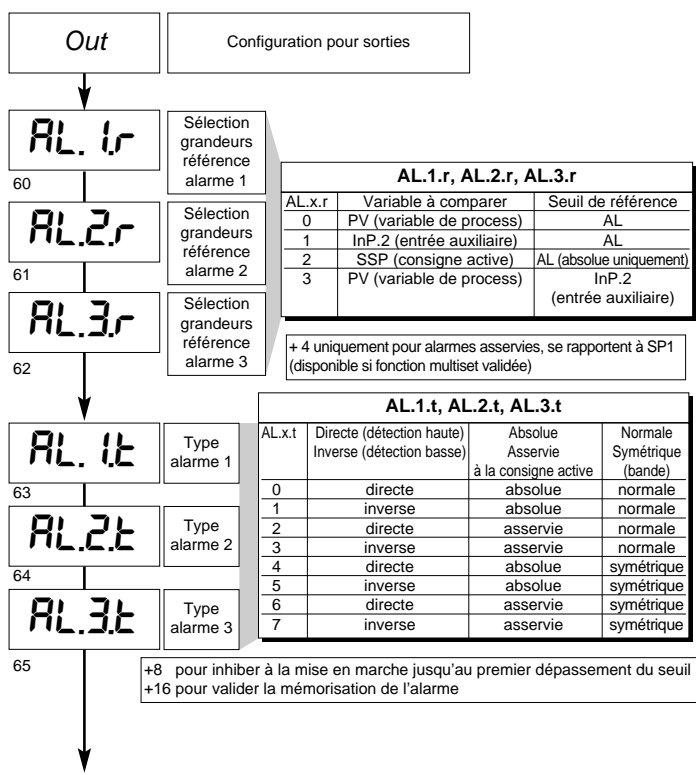 Out
Configuration pour sorties
AL.1.r
60
Sélection
grandeurs
référence
alarme 1
AL.2.r
61
Sélection
grandeurs
référence
alarme 2
AL.3.r
62
Sélection
grandeurs
référence
alarme 3
AL.1.r, AL.2.r, AL.3.r
AL.x.r Variable à comparer Seuil de référence
0 PV (variable de process) AL
1 InP.2 (entrée auxiliaire) AL
2 SSP (consigne active) AL (absolue uniquement)
3 PV (variable de process) InP.2
(entrée auxiliaire)
+ 4 uniquement pour alarmes asservies, se rapportent à SP1
(disponible si fonction multiset validée)
AL.1.t
63
Type
alarme 1
AL.2.t
64
Type
alarme 2
AL.3.t
65
Type
alarme 3
AL.1.t, AL.2.t, AL.3.t
AL.x.t Directe (détection haute) Absolue Normale
Inverse (détection basse) Asservie Symétrique
à la consigne active (bande)
0 directe absolue normale
1 inverse absolue normale
2 directe asservie normale
3 inverse asservie normale
4 directe absolue symétrique
5 inverse absolue symétrique
6 directe asservie symétrique
7 inverse asservie symétrique
+8 pour inhiber à la mise en marche jusqu'au premier dépassement du seuil
+16 pour valider la mémorisation de l'alarme